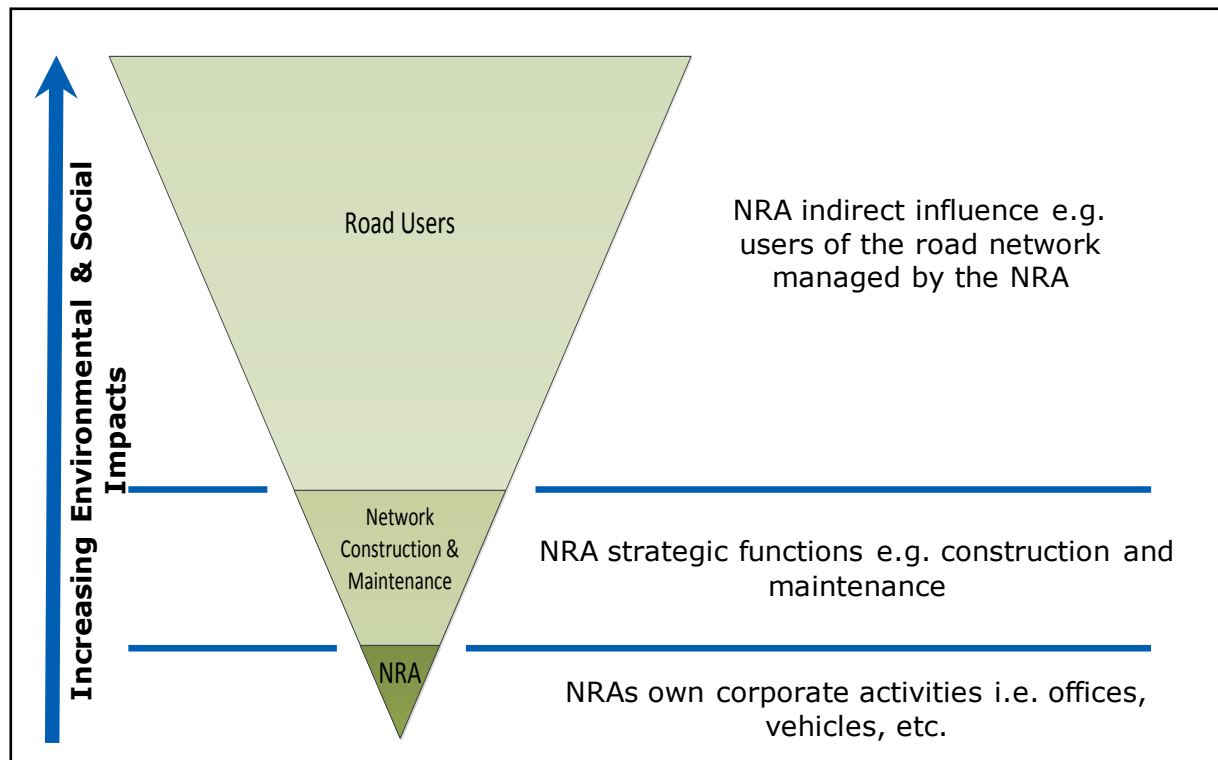 Increasing Environmental & Social
Impacts
Road Users
NRA indirect influence e.g.
users of the road network
managed by the NRA
Network
Construction &
Maintenance
NRA strategic functions e.g. construction and
maintenance
NRA
NRAs own corporate activities i.e. offices,
vehicles, etc.